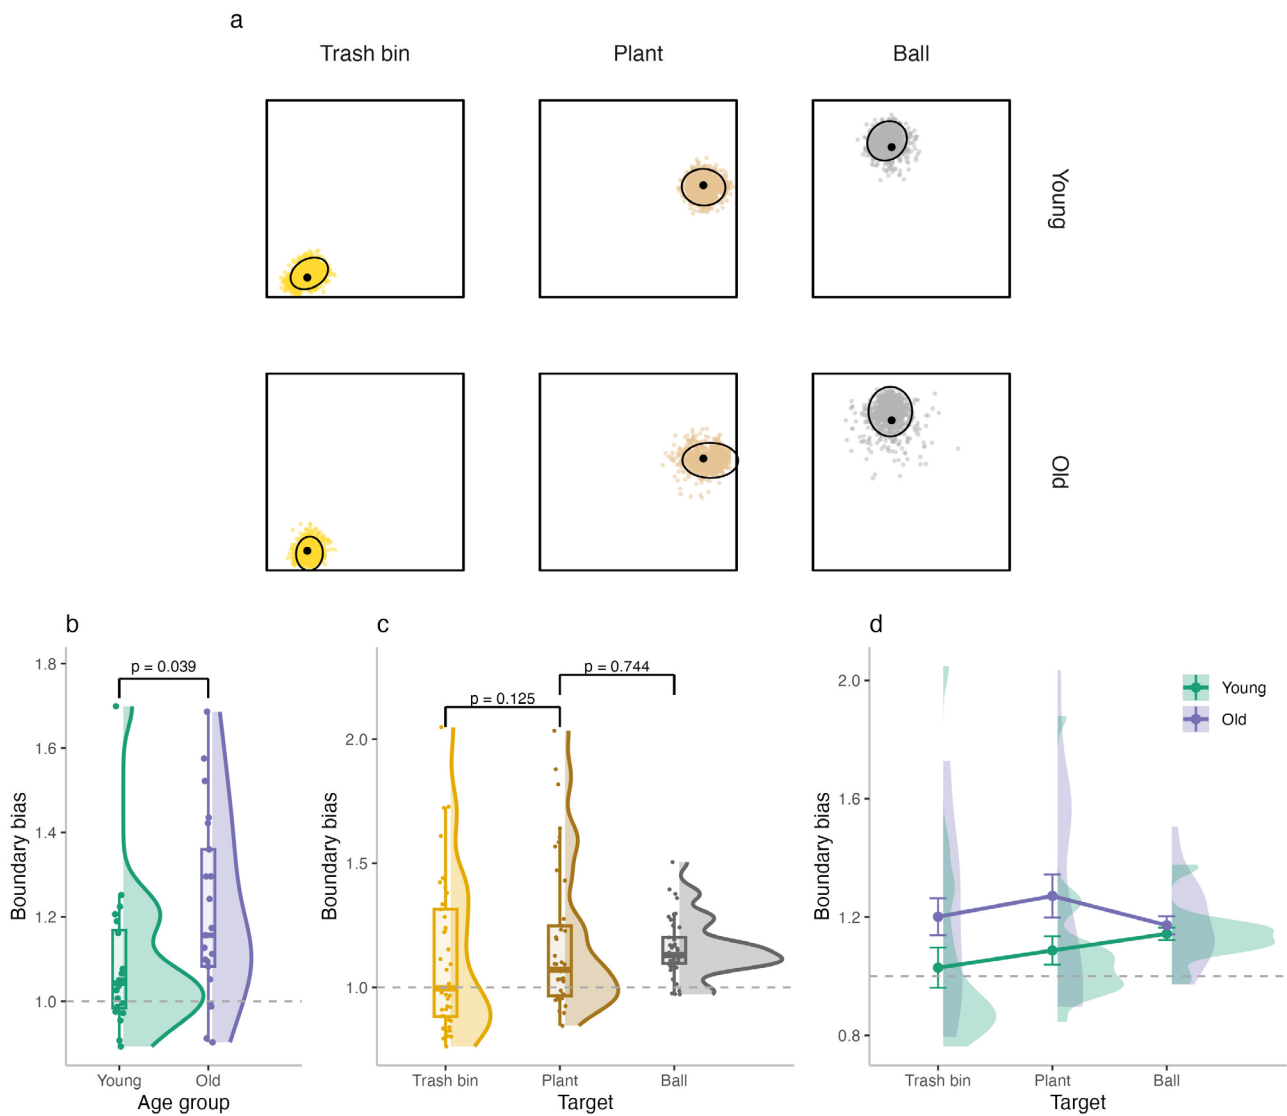 a
Trash bin Plant Ball
Young
Old
b c d
1.8
1.6
1.4
1.2
1.0
Boundary bias
p = 0.039
Young Old
Age group
2.0
1.5
1.0
Boundary bias
p = 0.744
p = 0.125
Trash bin Plant Ball
Target
2.0
1.6
1.2
0.8
Boundary bias
Young
Old
Trash bin Plant Ball
Target